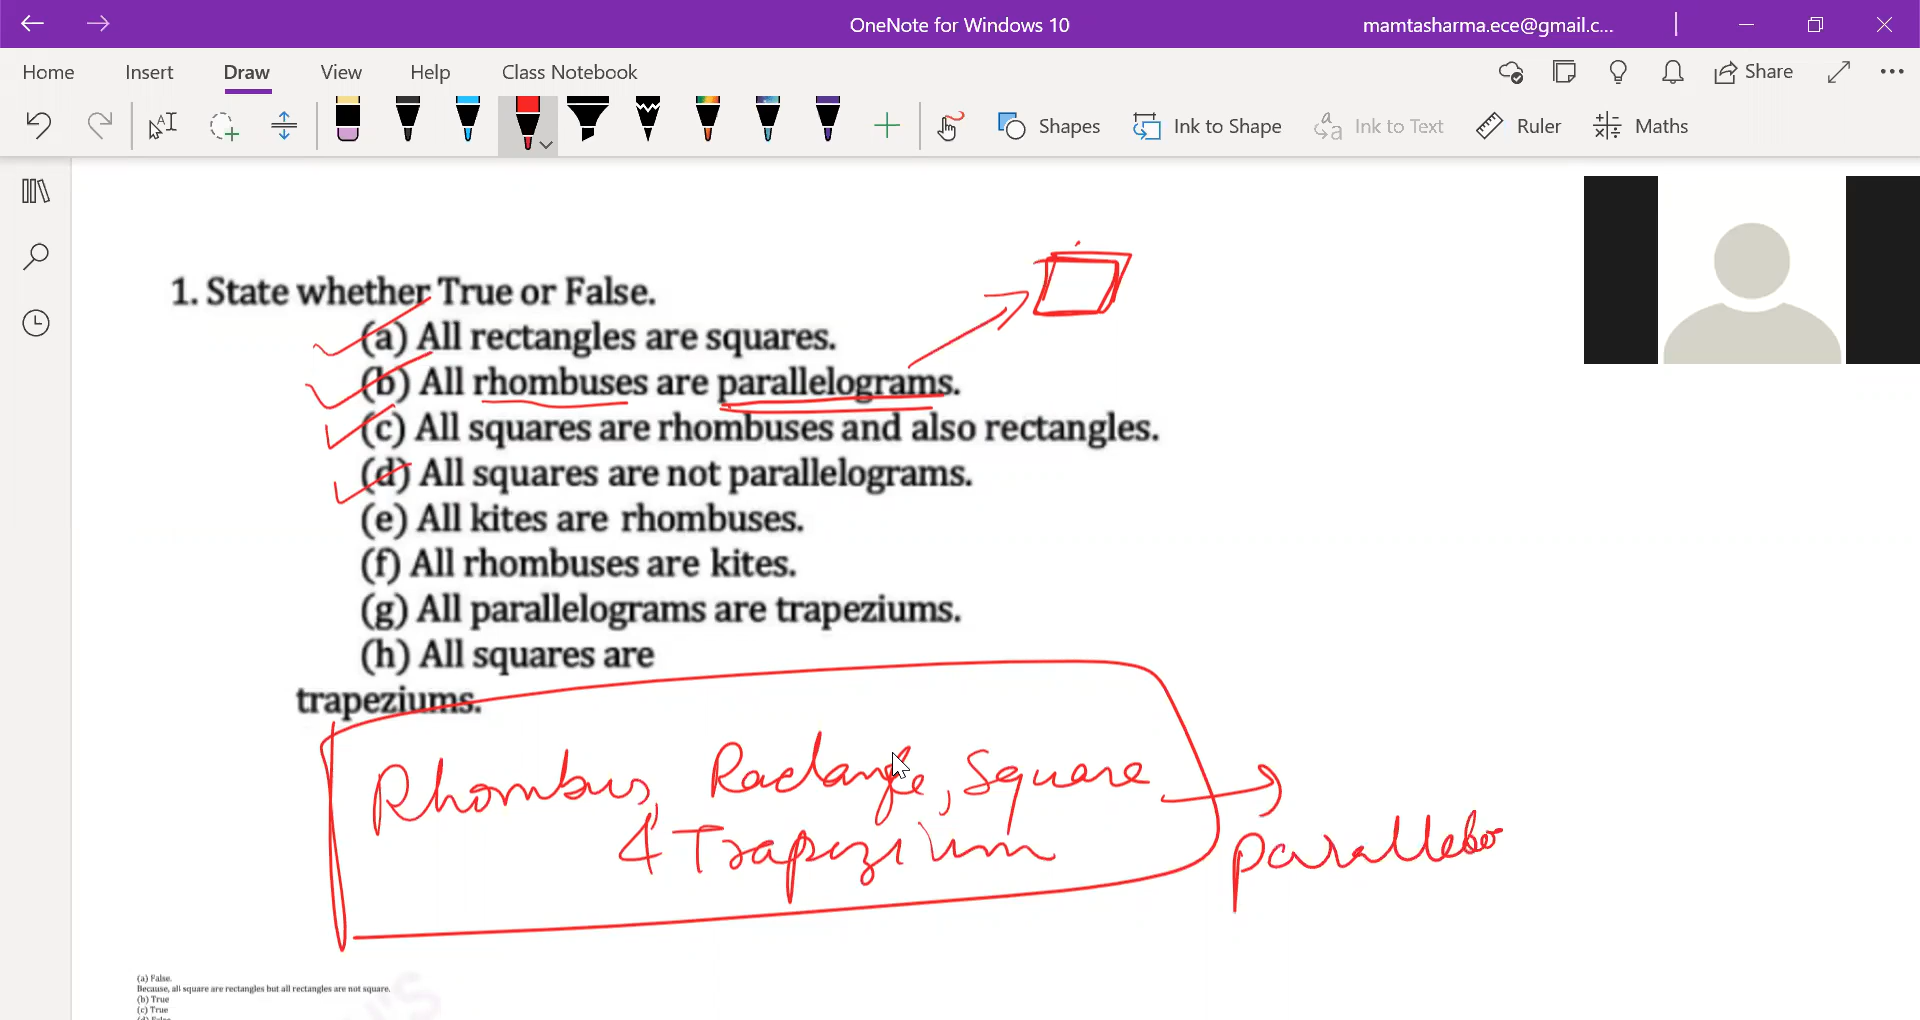 OneNote for Windows 10
mamtasharma.ece@gmail.c...
Home Insert Draw View Help Class Notebook Share
Shapes Ink to Shape Ink to Text Ruler Maths
1. State whether True or False.
(a) All rectangles are squares.
(b) All rhombuses are parallelograms.
(c) All squares are rhombuses and also rectangles.
(d) All squares are not parallelograms.
(e) All kites are rhombuses.
(f) All rhombuses are kites.
(g) All parallelograms are trapeziums.
(h) All squares are
trapeziums.
Rhombus, Ractangle, Square
& Trapezium
(a) False.
Because, all square are rectangles but all rectangles are not square.
(b) True
(c) True
(d) False